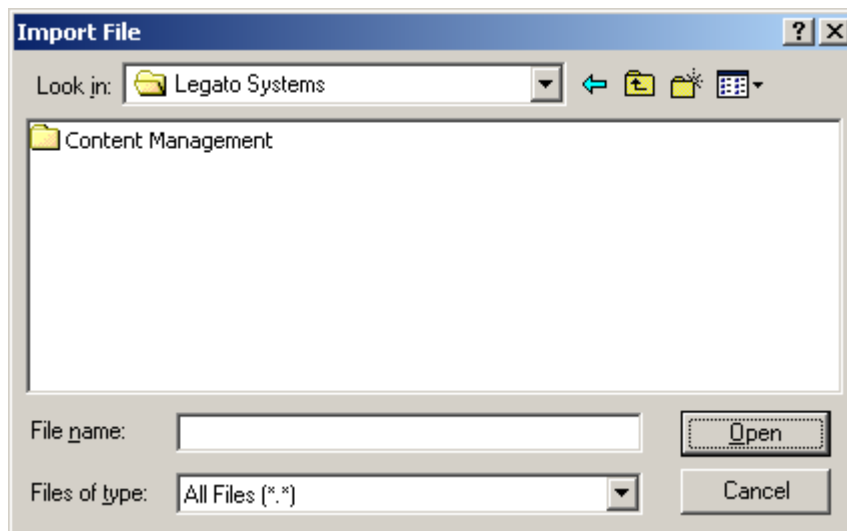 Import File
Look in: Legato Systems
Content Management
File name:
Open
Files of type: All Files (*.*)
Cancel